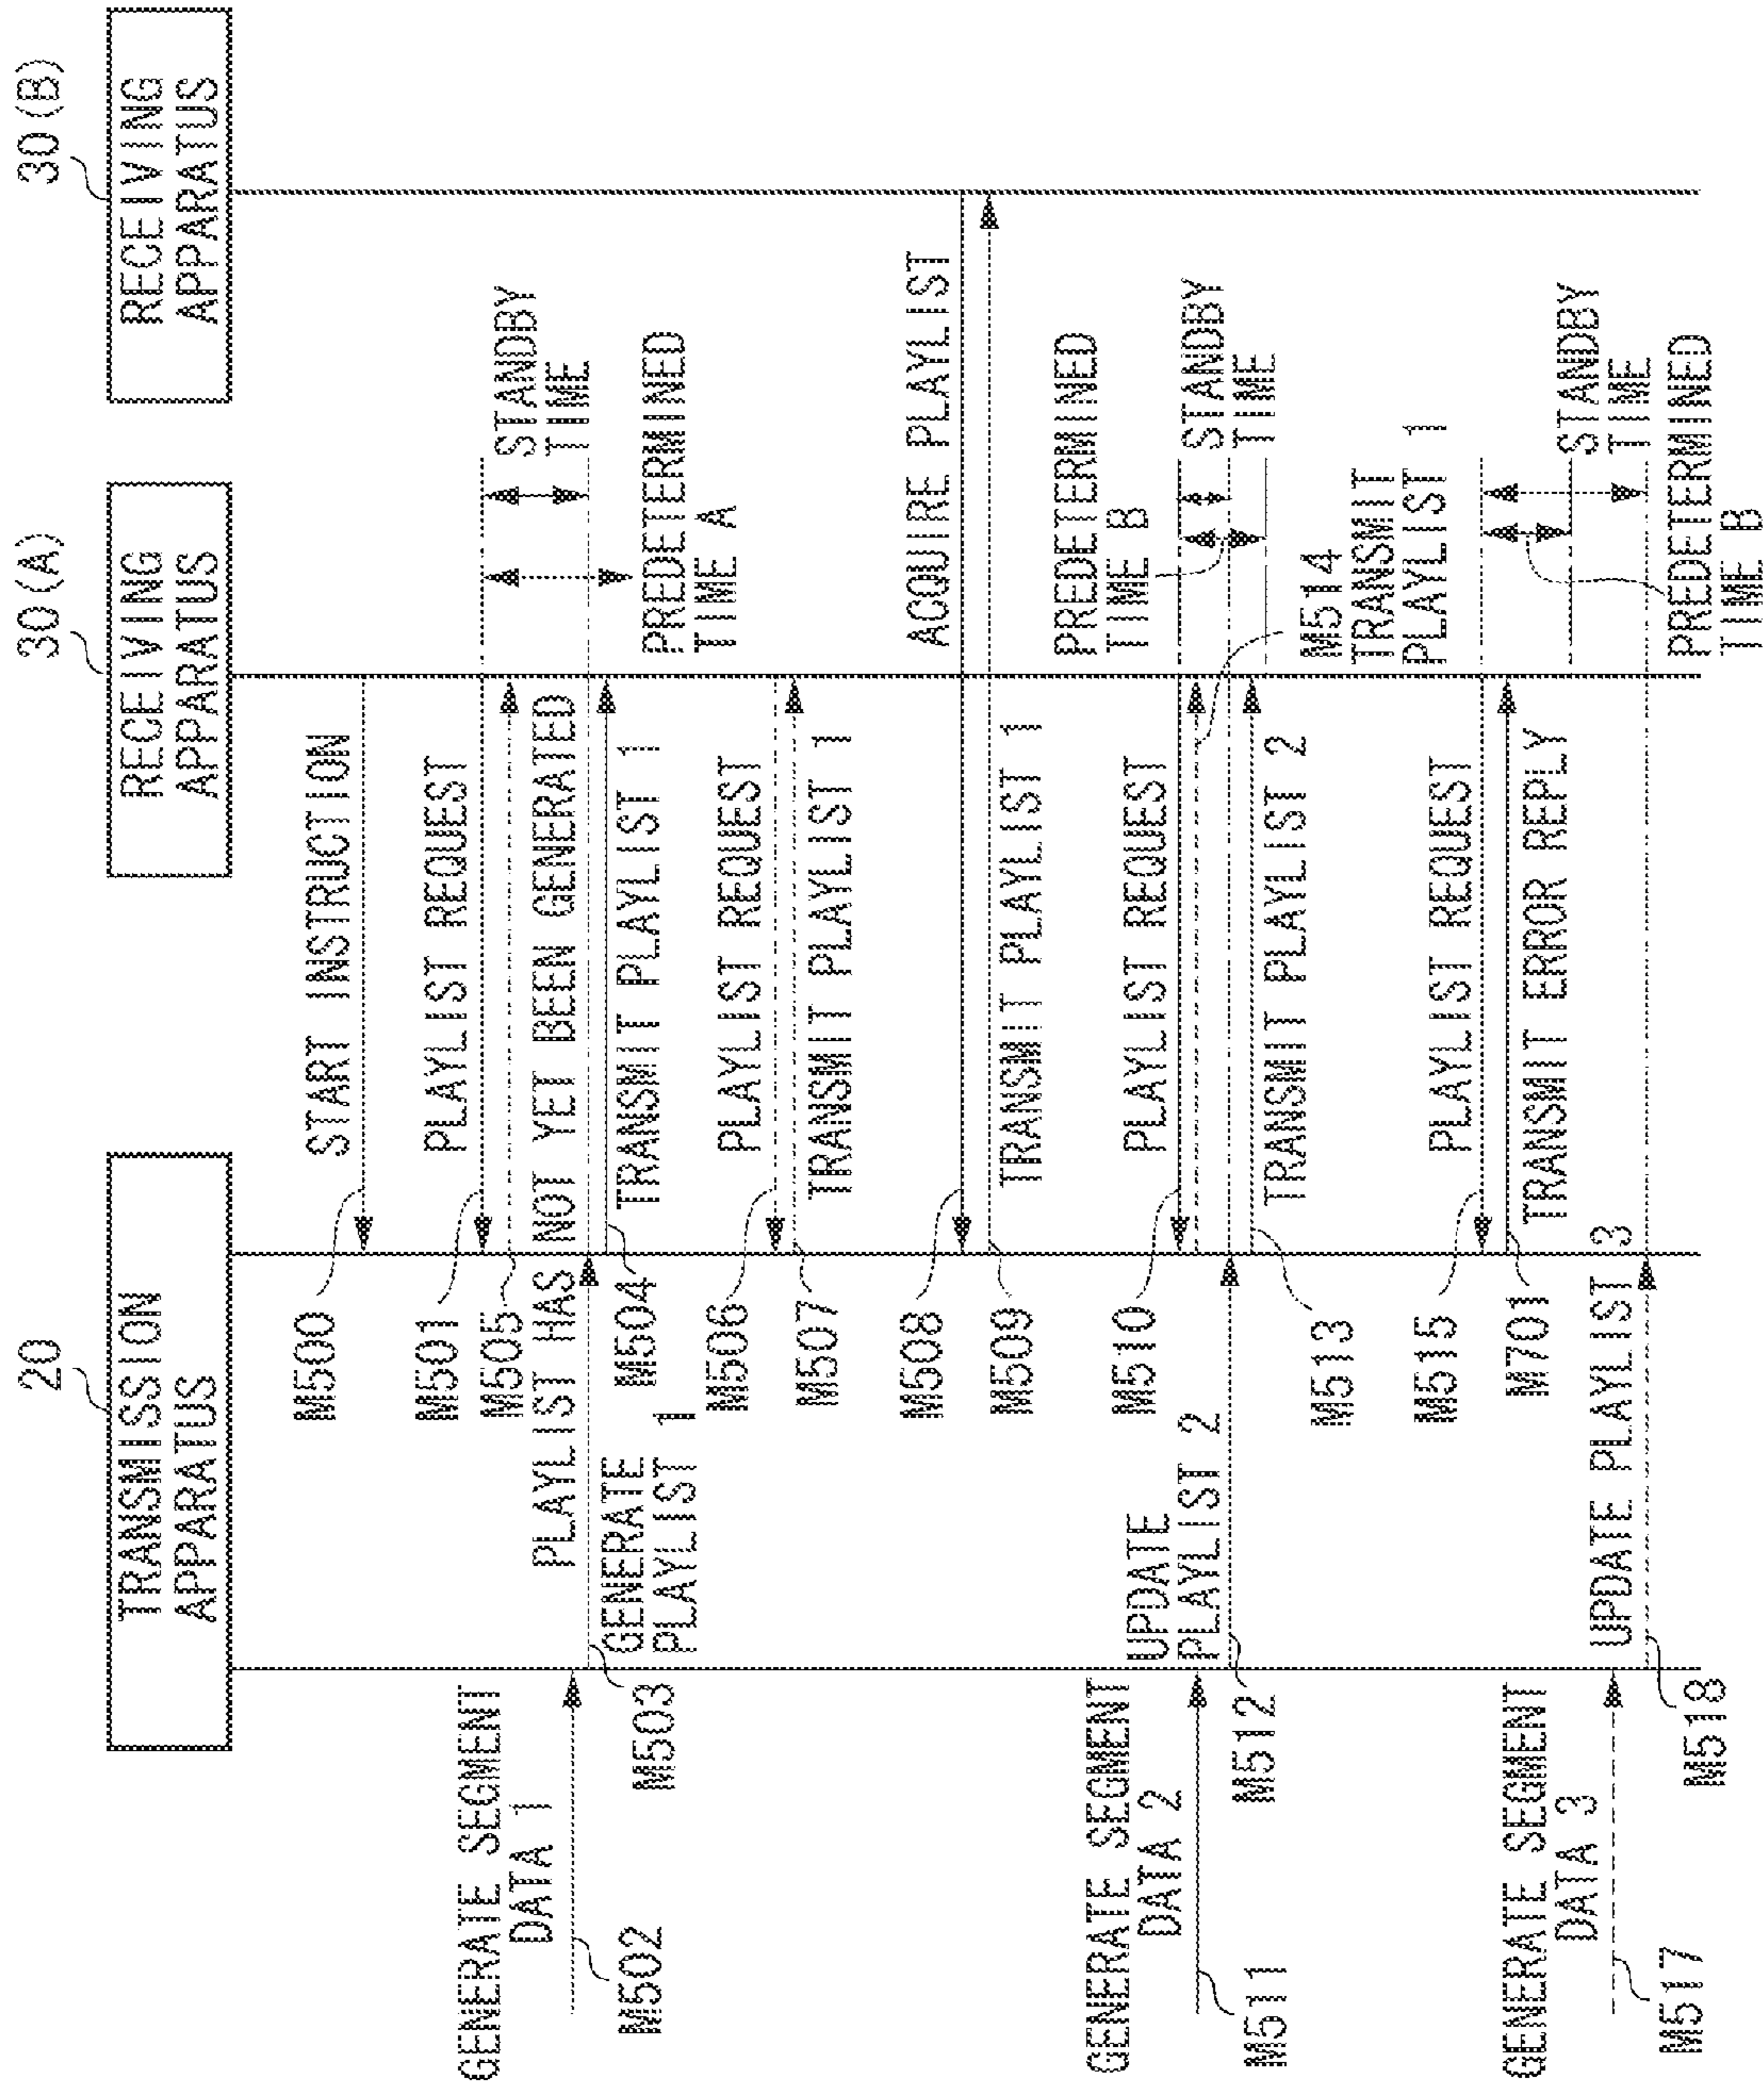 20
TRANSMISSION
APPARATUS
30(A)
RECEIVING
APPARATUS
30(B)
RECEIVING
APPARATUS
START INSTRUCTION
M500
PLAYLIST REQUEST
M501
M505
PLAYLIST HAS NOT YET BEEN GENERATED
STANDBY
TIME
PREDETERMINED
TIME A
GENERATE SEGMENT
DATA 1
M502
GENERATE
PLAYLIST 1
M503
TRANSMIT PLAYLIST 1
M504
PLAYLIST REQUEST
M506
TRANSMIT PLAYLIST 1
M507
ACQUIRE PLAYLIST
M508
TRANSMIT PLAYLIST 1
M509
PLAYLIST REQUEST
M510
PREDETERMINED
TIME B
STANDBY
TIME
M514
TRANSMIT
PLAYLIST 1
GENERATE SEGMENT
DATA 2
M511
UPDATE
PLAYLIST 2
M512
TRANSMIT PLAYLIST 2
M513
PLAYLIST REQUEST
M515
TRANSMIT ERROR REPLY
M701
STANDBY
TIME
PREDETERMINED
TIME B
GENERATE SEGMENT
DATA 3
M517
UPDATE PLAYLIST 3
M518